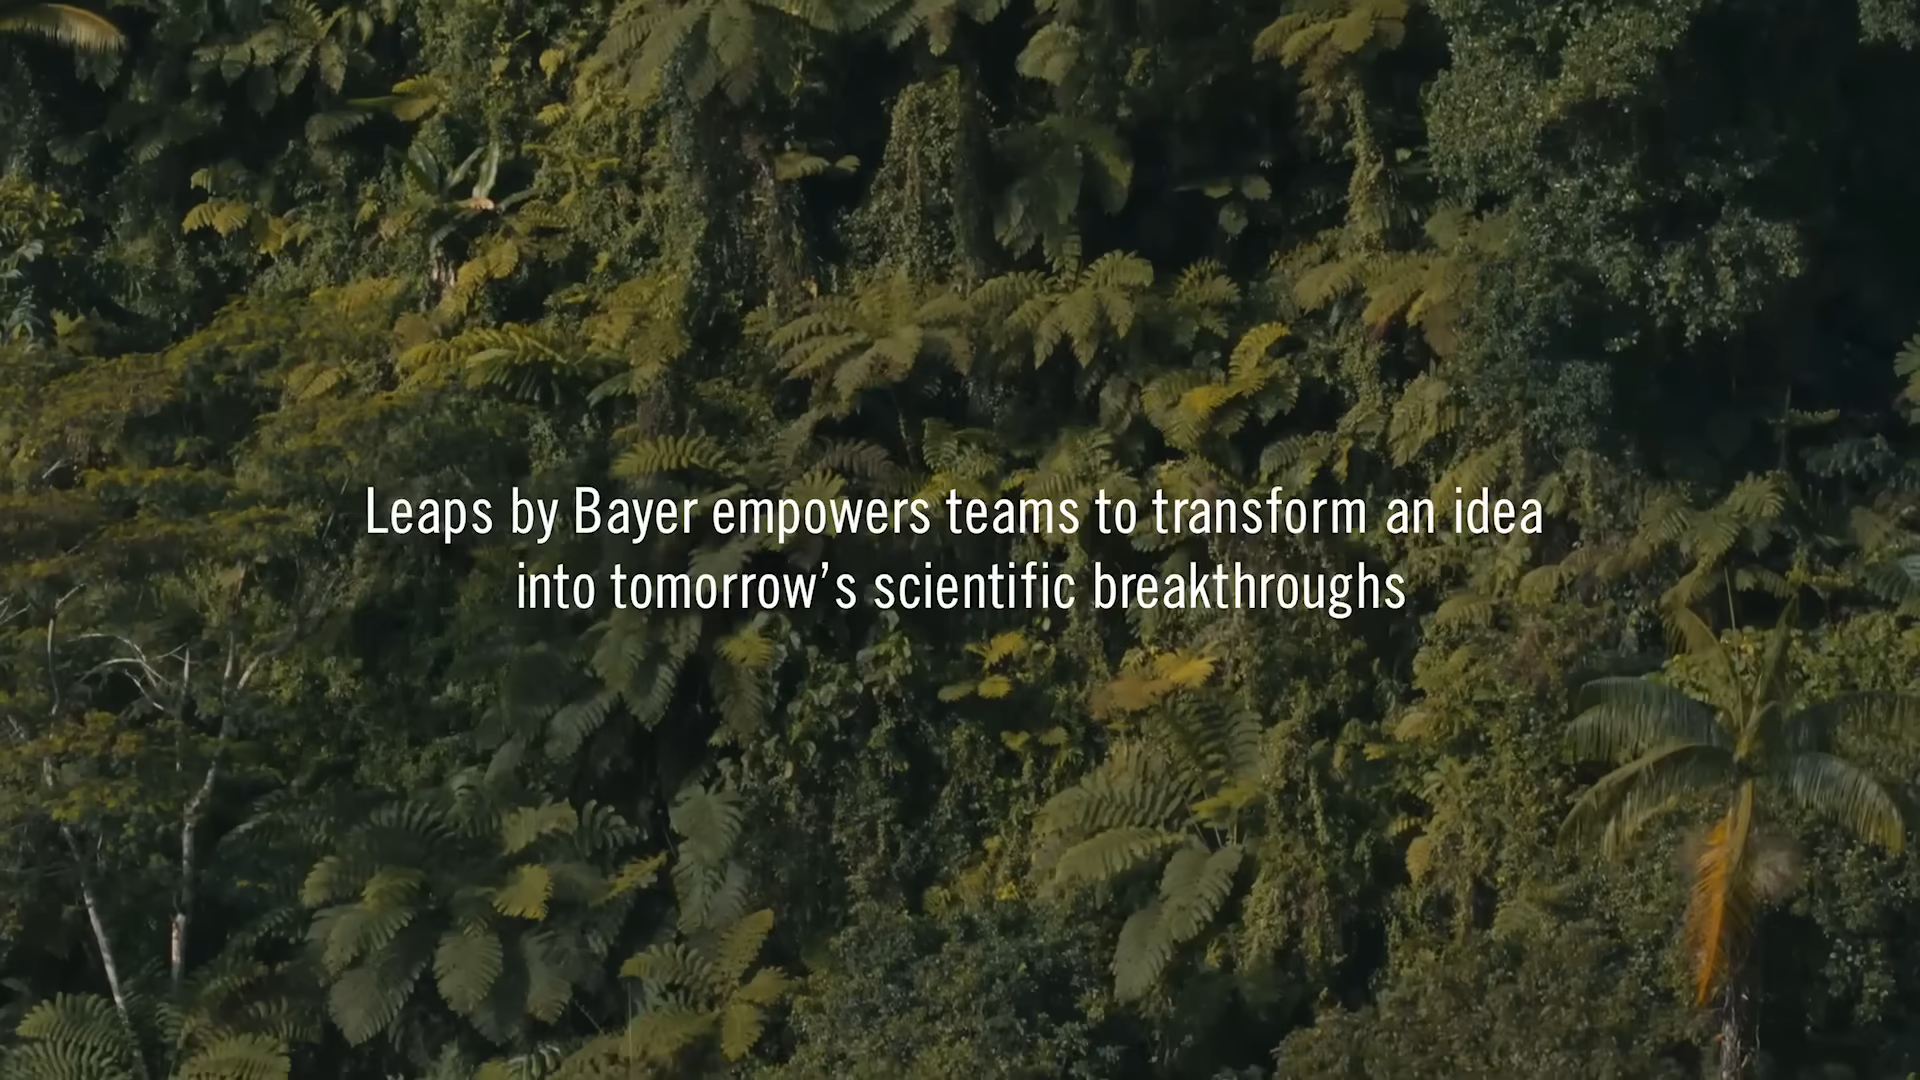 Leaps by Bayer empowers teams to transform an idea
into tomorrow’s scientific breakthroughs